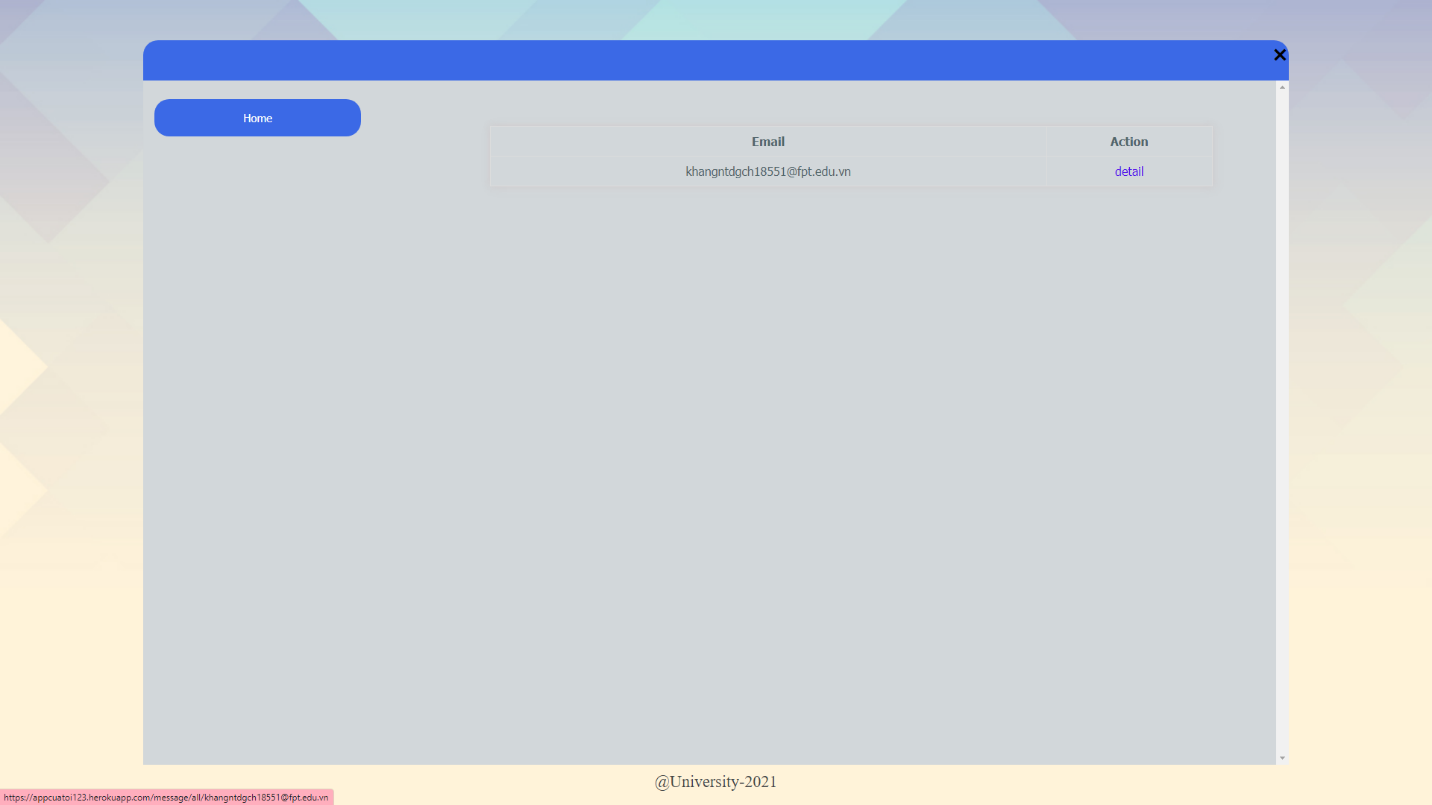 Home
Email Action
khangntdgch18551@fpt.edu.vn detail
@University-2021
https://appcuatoi123.herokuapp.com/message/all/khangntdgch18551@fpt.edu.vn